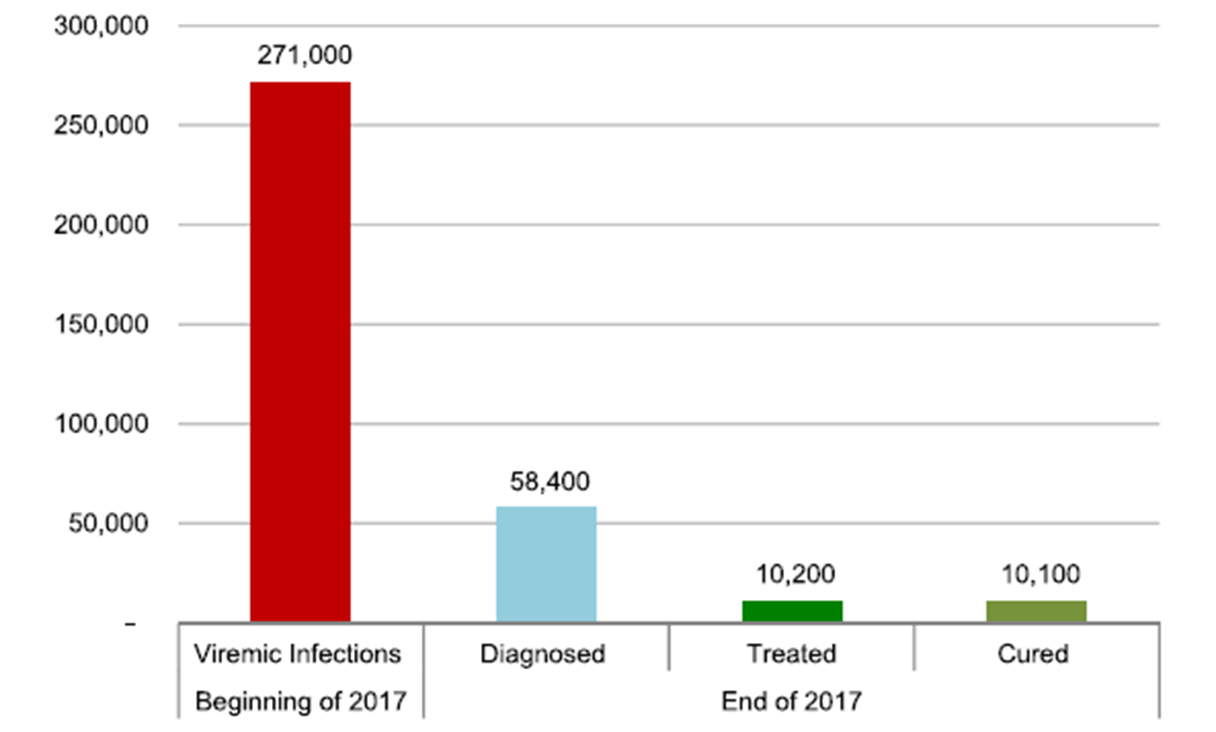 300,000
271,000
250,000
200,000
150,000
100,000
58,400
50,000
10,200
10,100
–
Viremic Infections
Diagnosed
Treated
Cured
Beginning of 2017
End of 2017